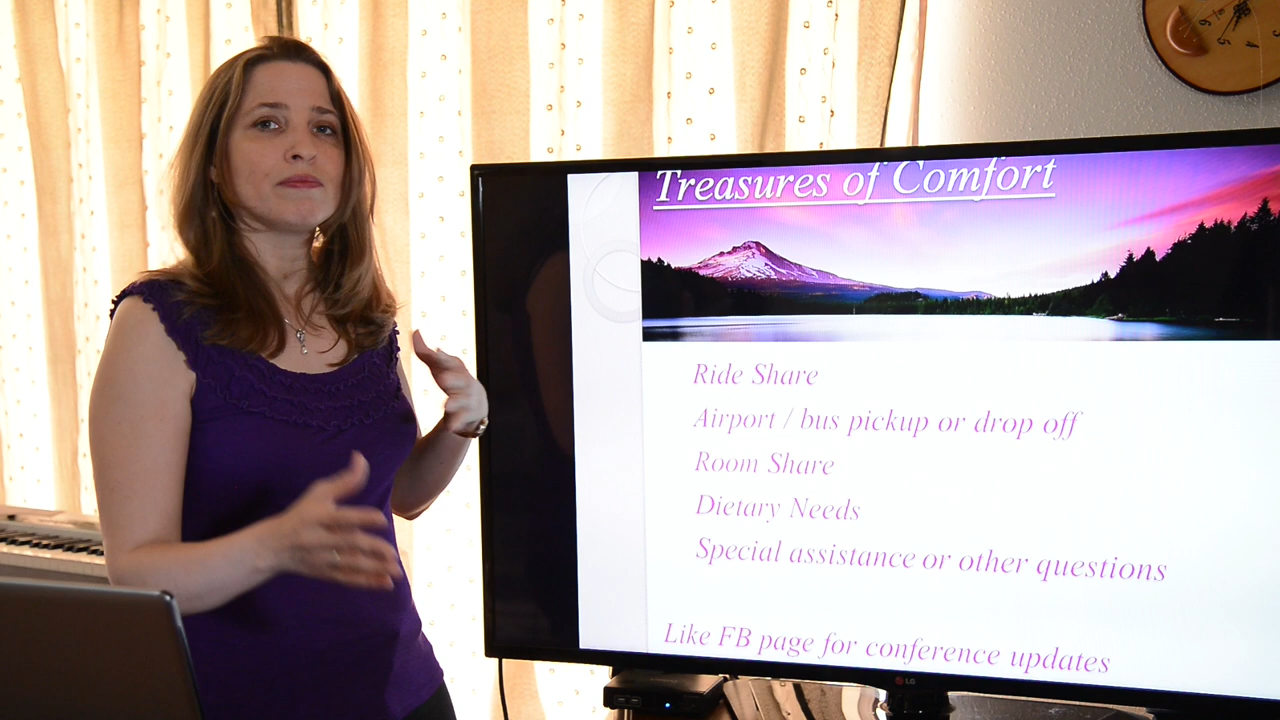 Treasures of Comfort
Ride Share
Airport / bus pickup or drop off
Room Share
Dietary Needs
Special assistance or other questions
Like FB page for conference updates
LG